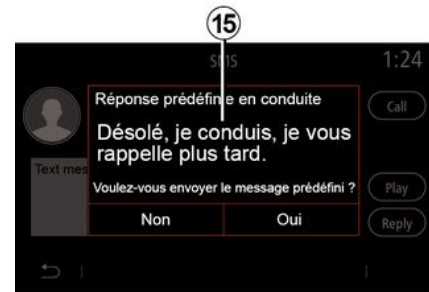 15
SMS
1:24
Réponse prédéfinie en conduite
Call
Désolé, je conduis, je vous
rappelle plus tard.
Text mes
Voulez-vous envoyer le message prédéfini ?
Play
Non
Oui
Reply